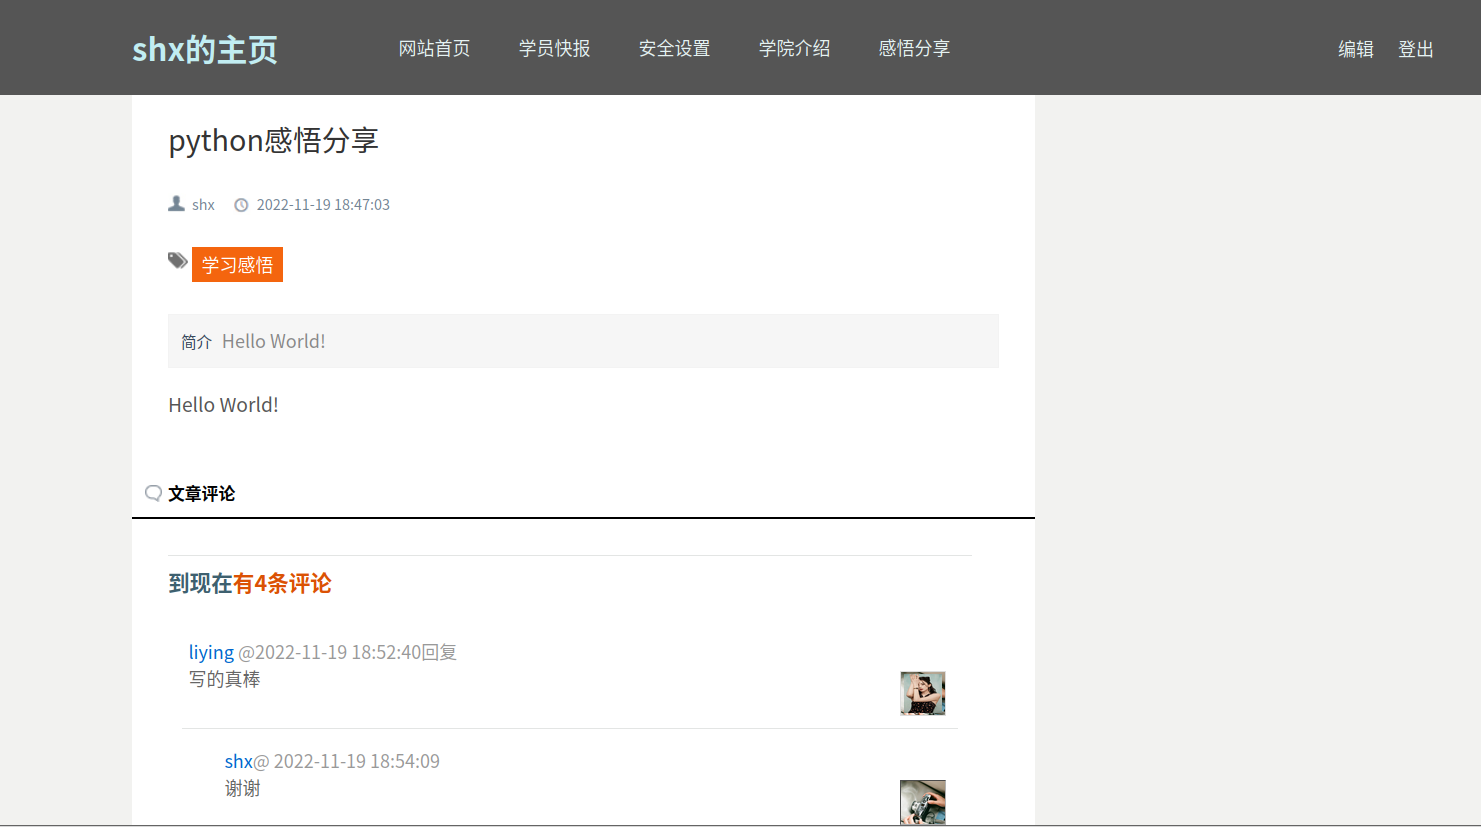 shx的主页 网站首页 学员快报 安全设置 学院介绍 感悟分享 编辑 登出
python感悟分享
shx 2022-11-19 18:47:03
学习感悟
简介 Hello World!
Hello World!
文章评论
到现在有4条评论
liying @2022-11-19 18:52:40回复
写的真棒
shx@ 2022-11-19 18:54:09
谢谢